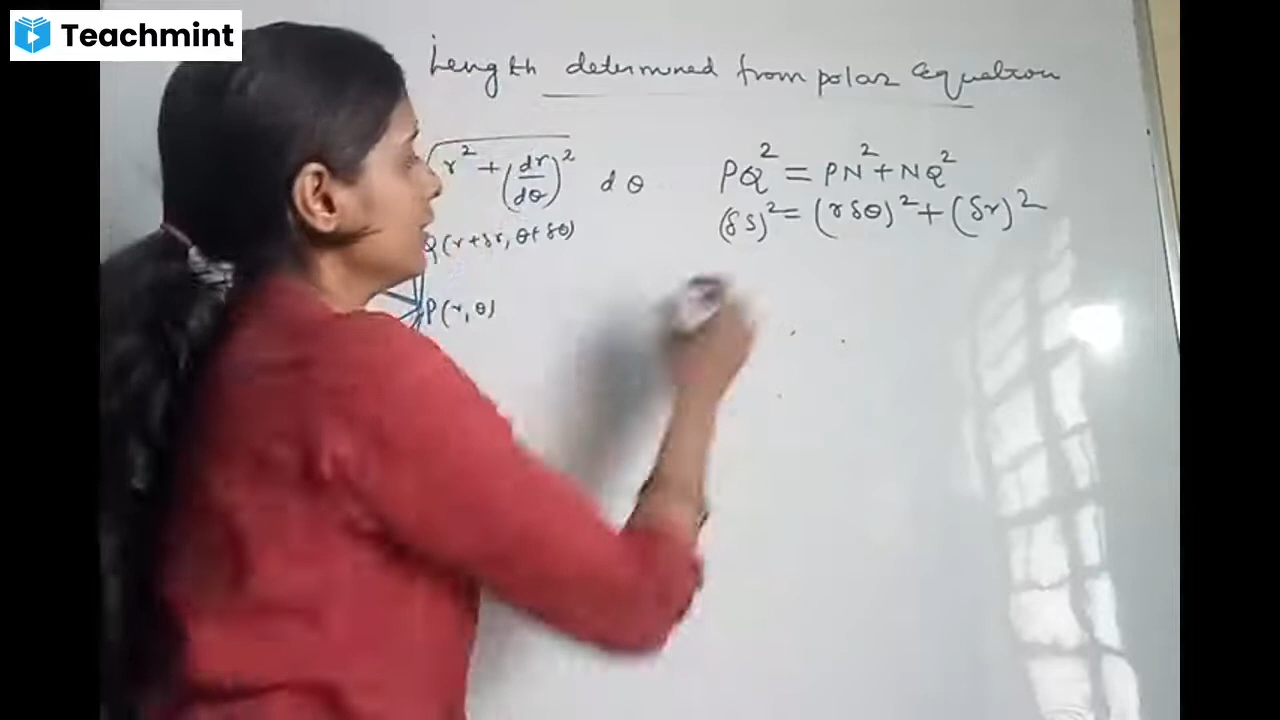 Teachmint
Length determined from polar equation
√r² + (dr/dθ)² dθ
Q(r+δr, θ+δθ)
P(r, θ)
PQ² = PN² + NQ²
(δs)² = (rδθ)² + (δr)²